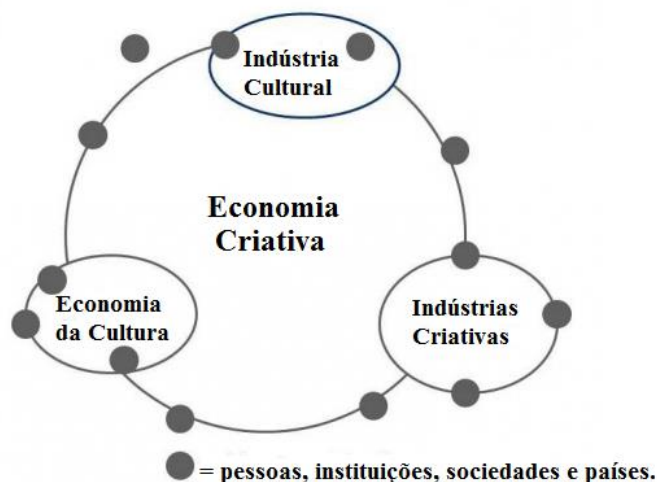 Indústria
Cultural
Economia
Criativa
Economia
da Cultura
Indústrias
Criativas
= pessoas, instituições, sociedades e países.